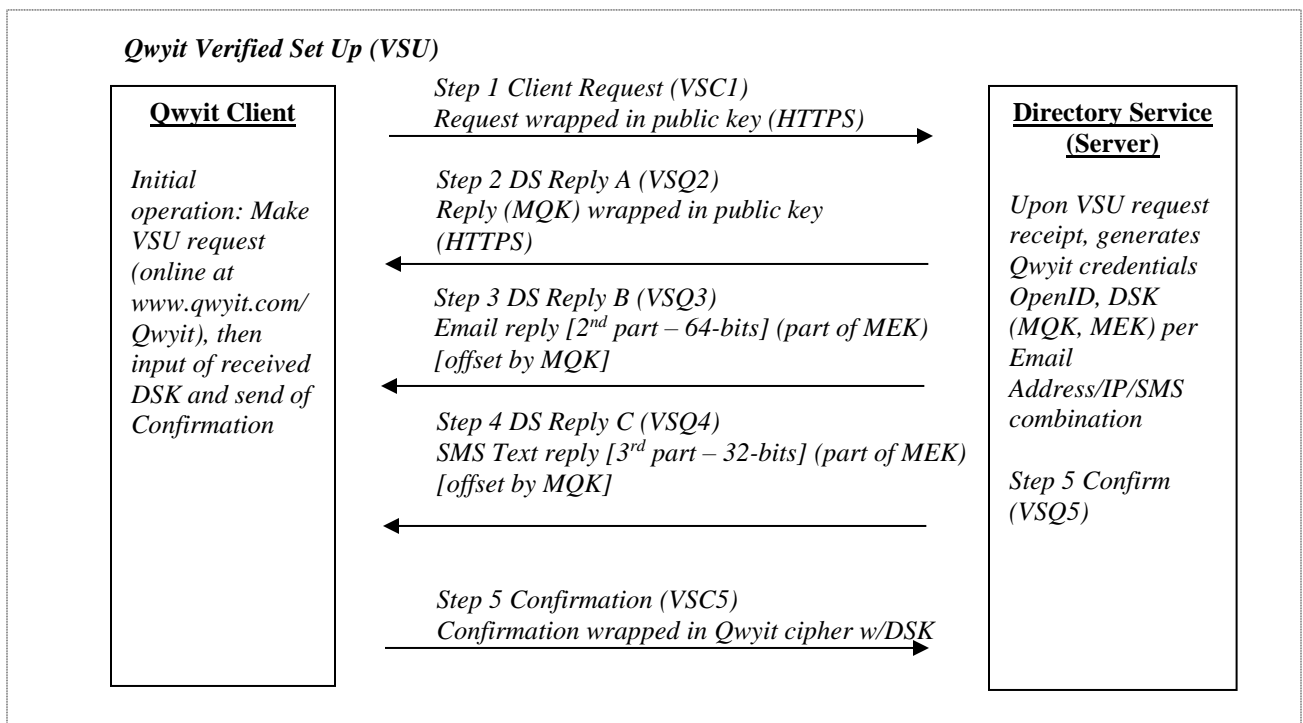 Qwyit Verified Set Up (VSU)
Qwyit Client
Initial
operation: Make
VSU request
(online at
www.qwyit.com/
Qwyit), then
input of received
DSK and send of
Confirmation
Step 1 Client Request (VSC1)
Request wrapped in public key (HTTPS)
Step 2 DS Reply A (VSQ2)
Reply (MQK) wrapped in public key
(HTTPS)
Step 3 DS Reply B (VSQ3)
Email reply [2nd part – 64-bits] (part of MEK)
[offset by MQK]
Step 4 DS Reply C (VSQ4)
SMS Text reply [3rd part – 32-bits] (part of MEK)
[offset by MQK]
Step 5 Confirmation (VSC5)
Confirmation wrapped in Qwyit cipher w/DSK
Directory Service
(Server)
Upon VSU request
receipt, generates
Qwyit credentials
OpenID, DSK
(MQK, MEK) per
Email
Address/IP/SMS
combination
Step 5 Confirm
(VSQ5)